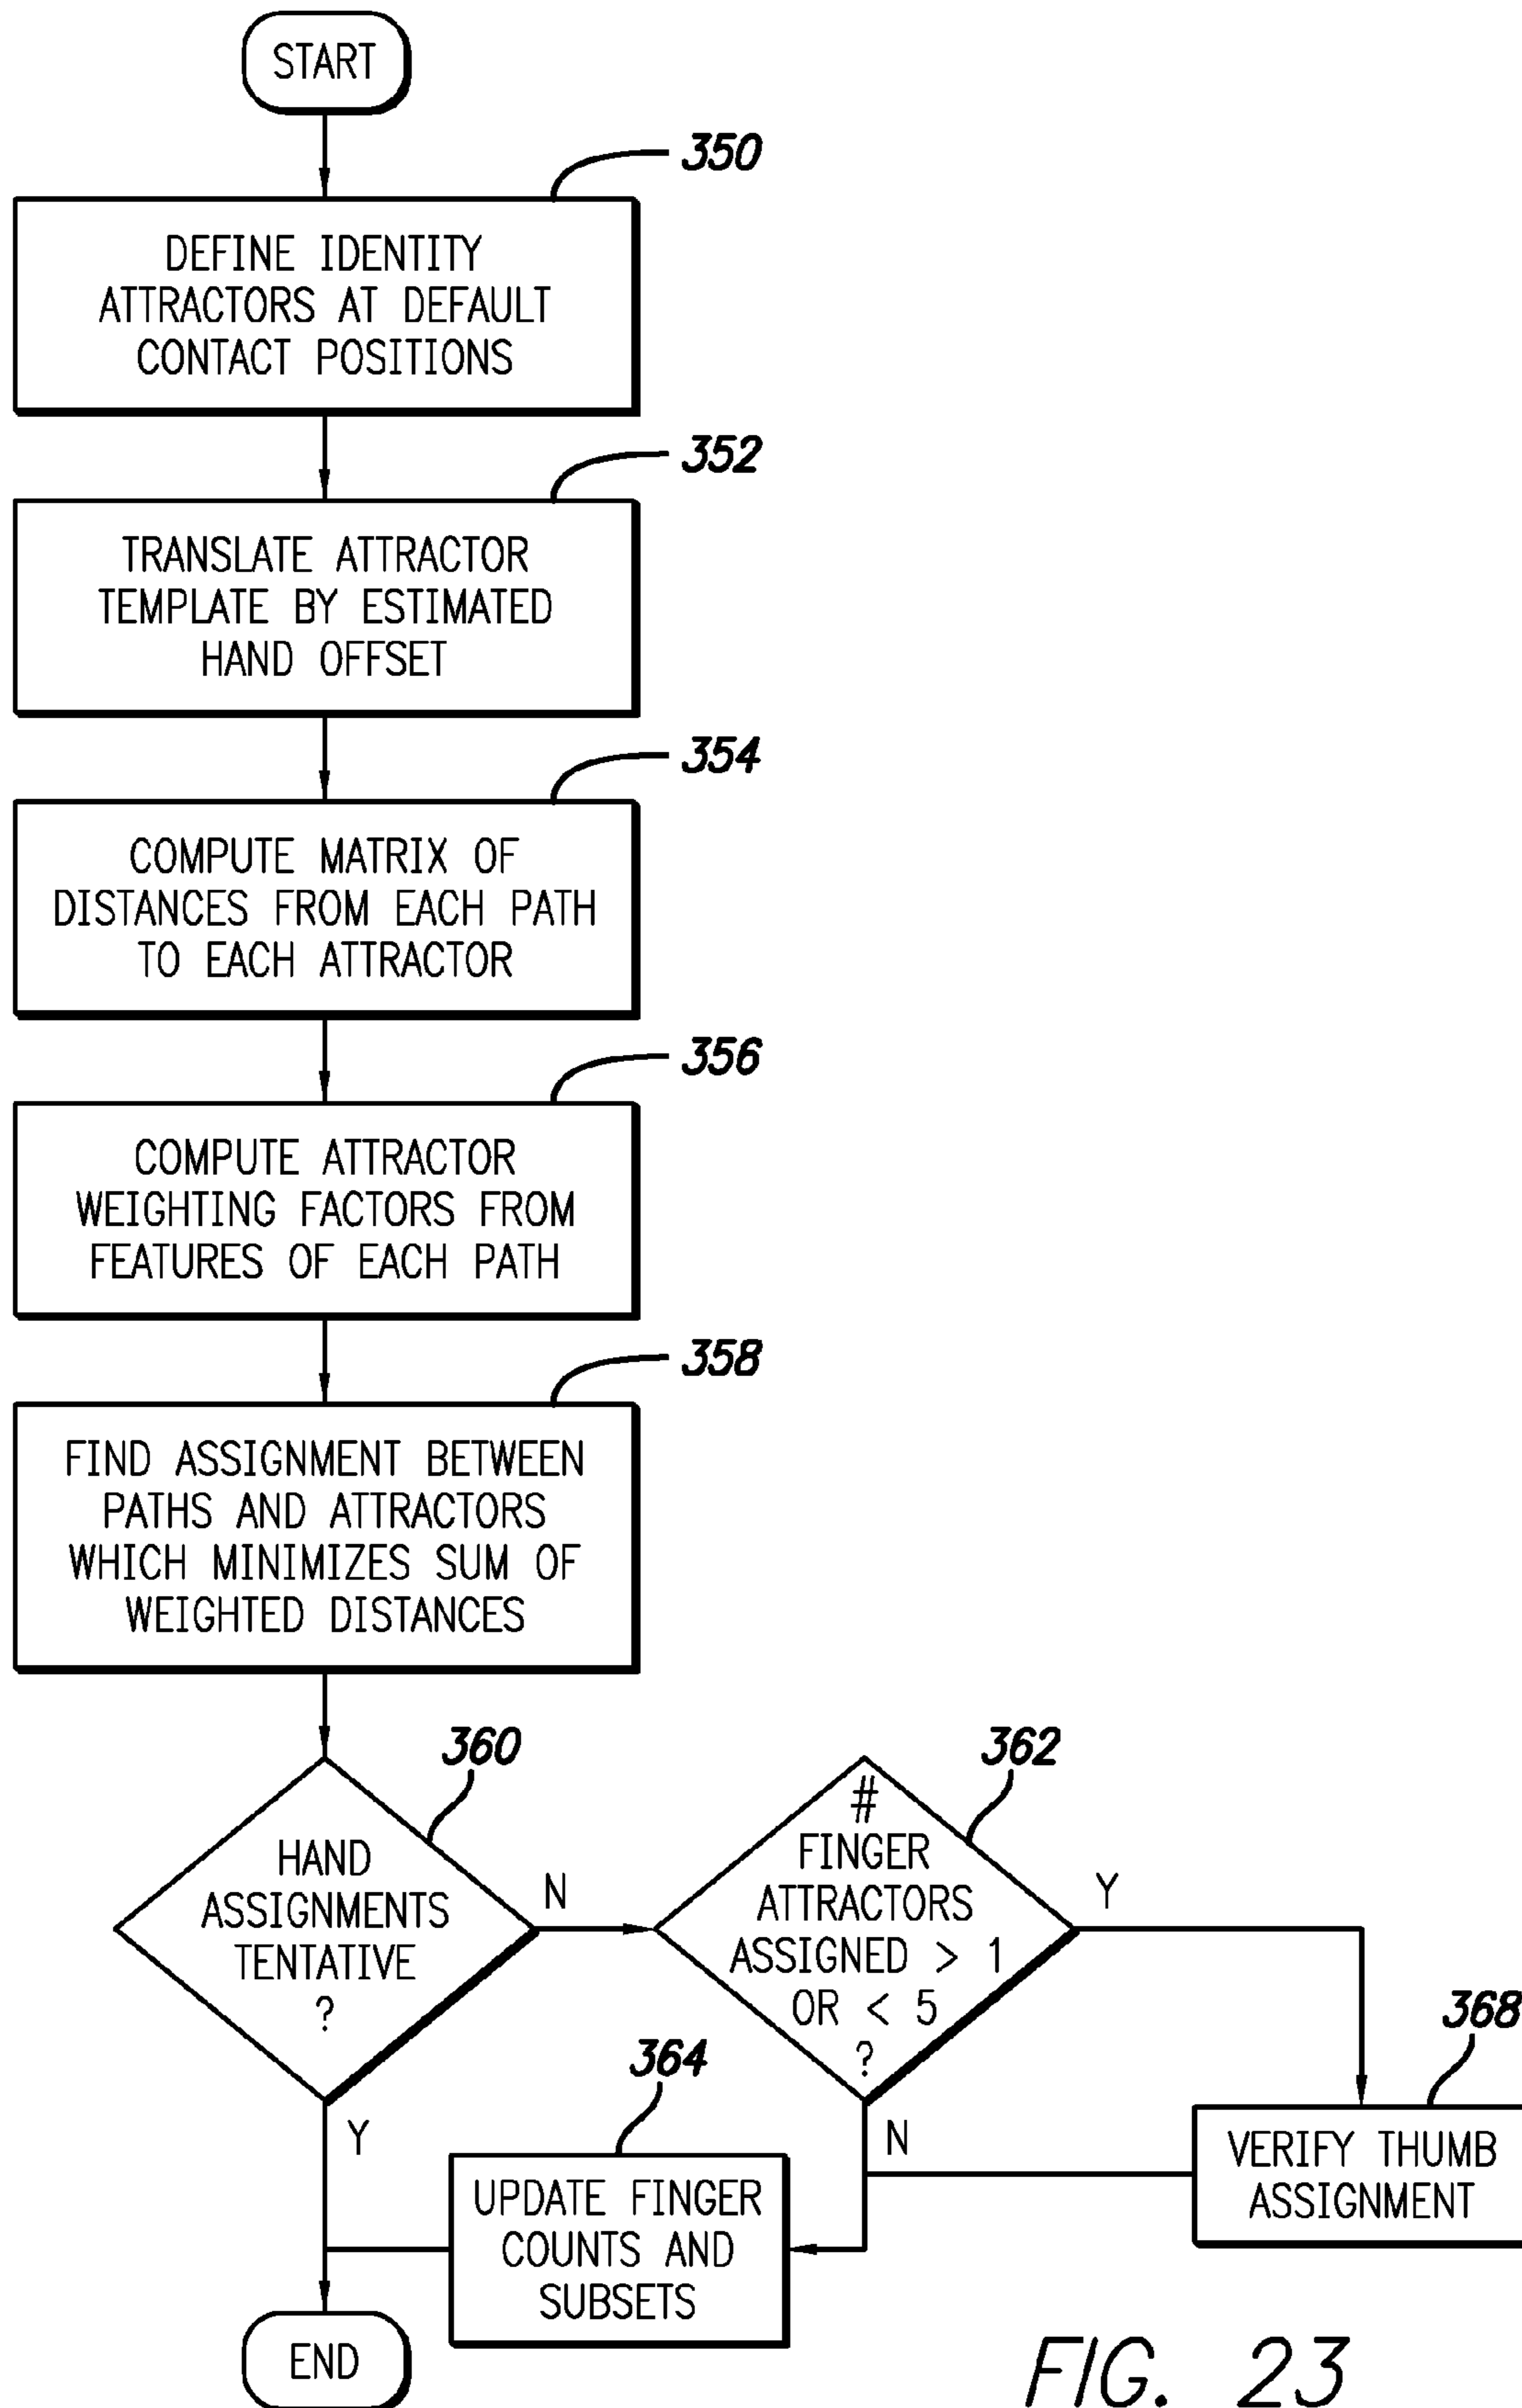 START
350
DEFINE IDENTITY
ATTRACTORS AT DEFAULT
CONTACT POSITIONS
352
TRANSLATE ATTRACTOR
TEMPLATE BY ESTIMATED
HAND OFFSET
354
COMPUTE MATRIX OF
DISTANCES FROM EACH PATH
TO EACH ATTRACTOR
356
COMPUTE ATTRACTOR
WEIGHTING FACTORS FROM
FEATURES OF EACH PATH
358
FIND ASSIGNMENT BETWEEN
PATHS AND ATTRACTORS
WHICH MINIMIZES SUM OF
WEIGHTED DISTANCES
360
HAND
ASSIGNMENTS
TENTATIVE
?
N
Y
362
#
FINGER
ATTRACTORS
ASSIGNED > 1
OR < 5
?
Y
N
368
VERIFY THUMB
ASSIGNMENT
364
UPDATE FINGER
COUNTS AND
SUBSETS
END
FIG. 23